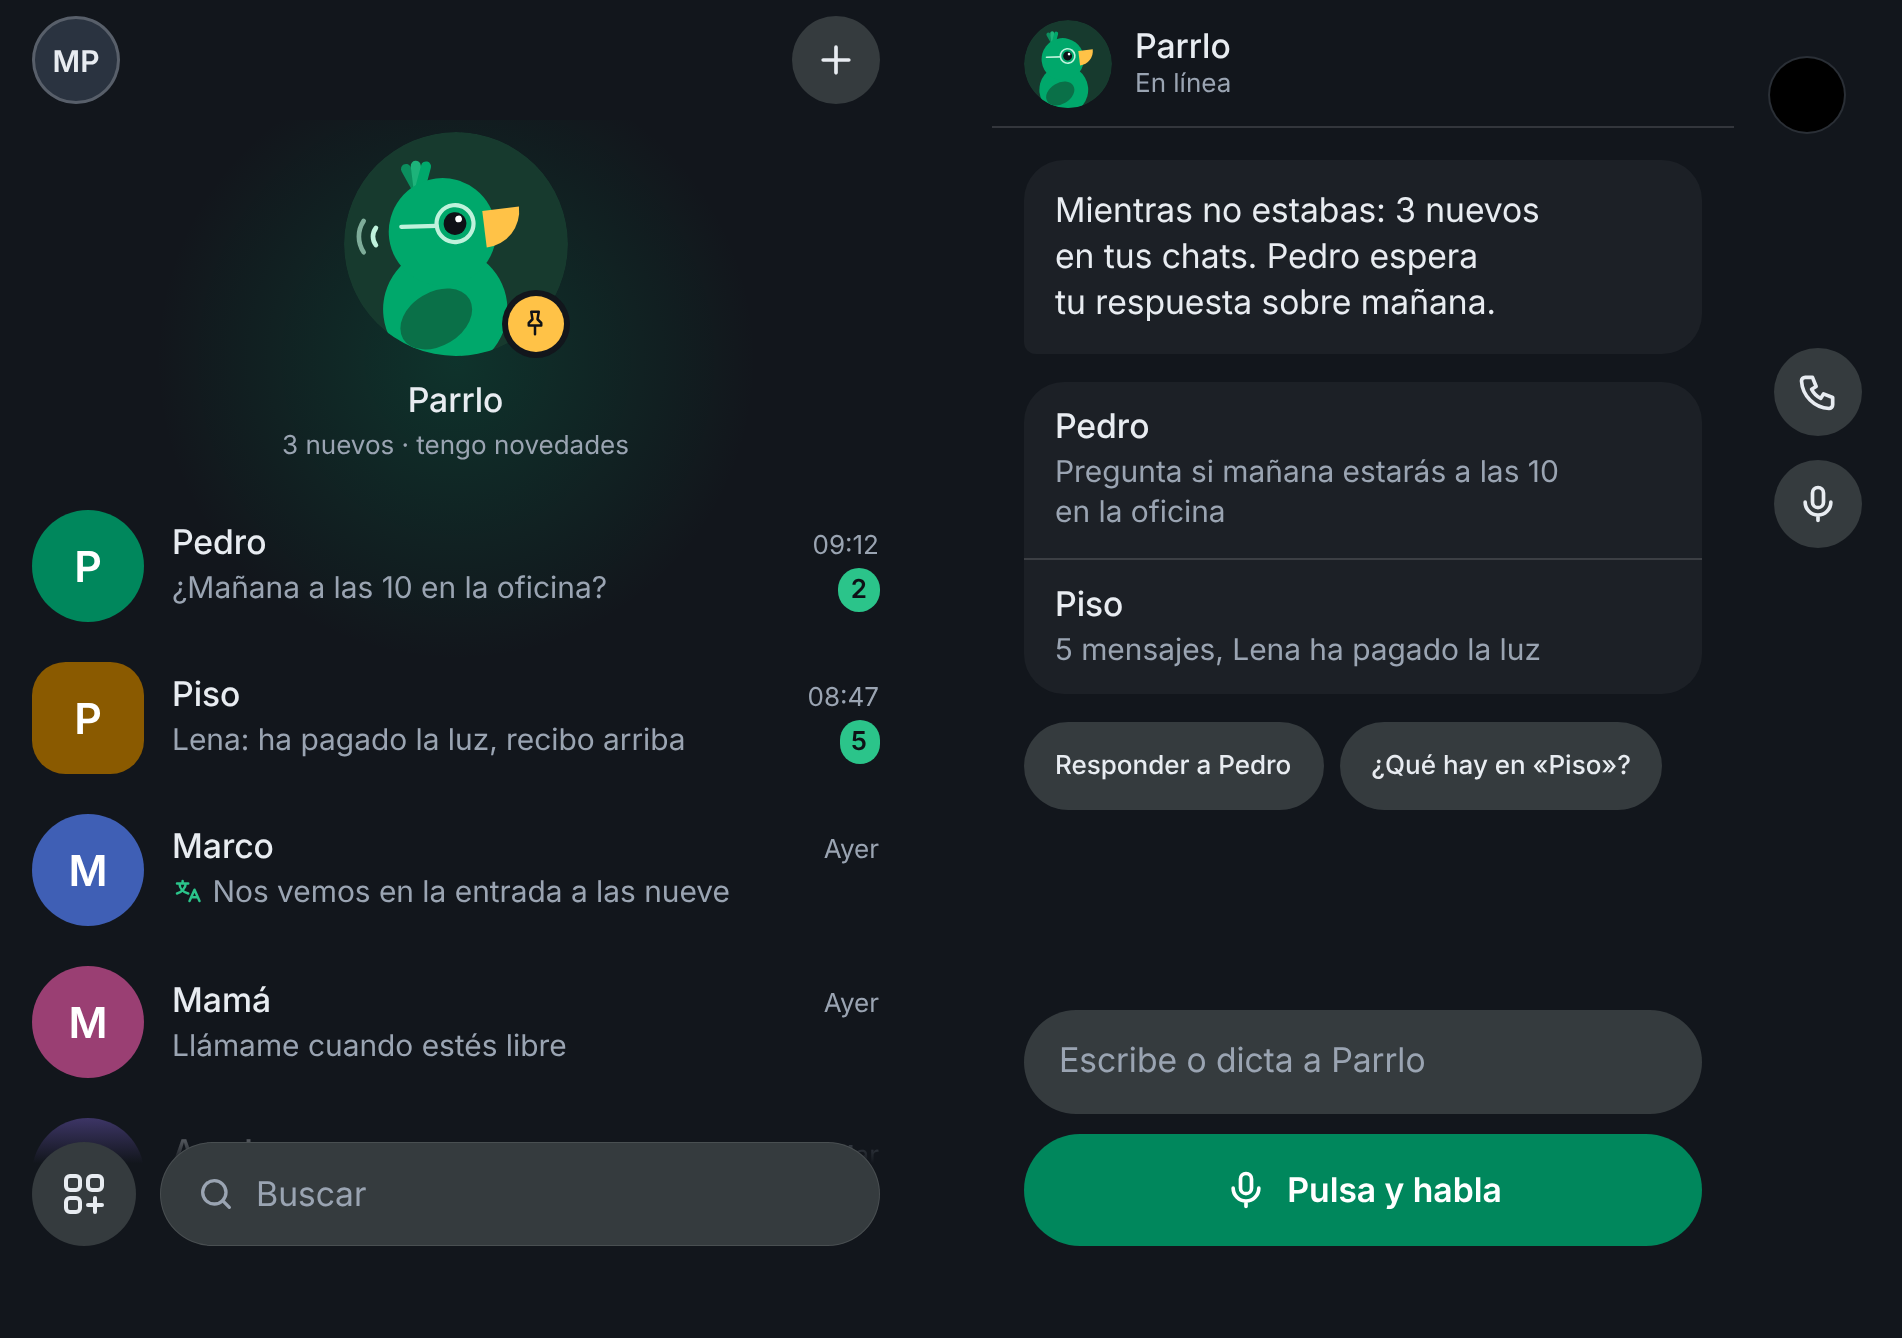 MP
Parrlo
3 nuevos · tengo novedades
P
Pedro
09:12
¿Mañana a las 10 en la oficina?
2
P
Piso
08:47
Lena: ha pagado la luz, recibo arriba
5
M
Marco
Ayer
Nos vemos en la entrada a las nueve
M
Mamá
Ayer
Llámame cuando estés libre
Buscar
Parrlo
En línea
Mientras no estabas: 3 nuevos
en tus chats. Pedro espera
tu respuesta sobre mañana.
Pedro
Pregunta si mañana estarás a las 10
en la oficina
Piso
5 mensajes, Lena ha pagado la luz
Responder a Pedro
¿Qué hay en «Piso»?
Escribe o dicta a Parrlo
Pulsa y habla